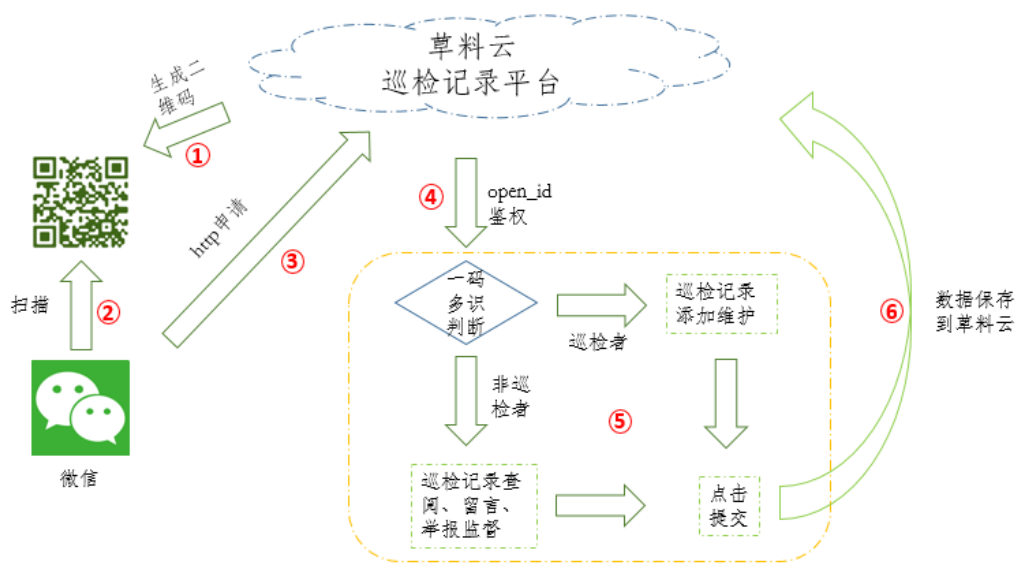 草料云
巡检记录平台
生成二
维码
①
http申请
③
④
open_id
鉴权
扫描
②
微信
一码
多识
判断
巡检者
巡检记录
添加维护
非巡
检者
⑤
巡检记录查
阅、留言、
举报监督
点击
提交
⑥
数据保存
到草料云